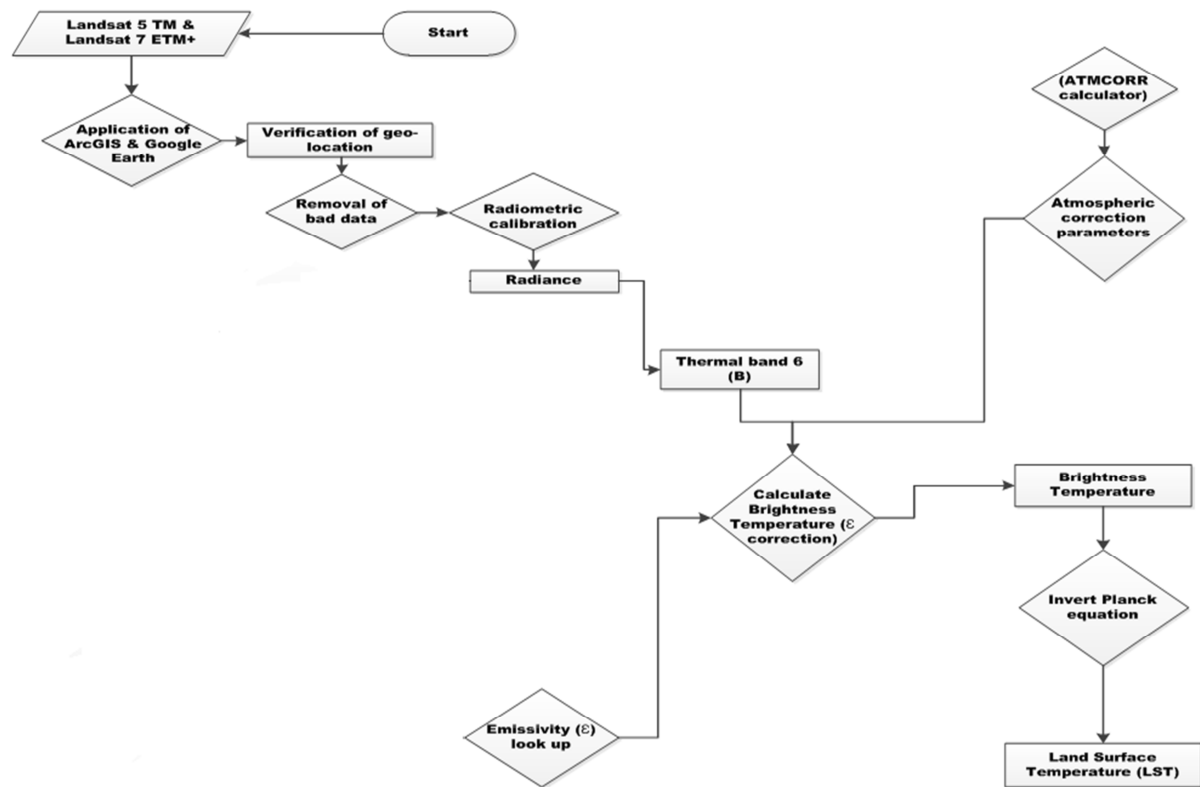 Landsat 5 TM &
Landsat 7 ETM+
Start
(ATMCORR
calculator)
Application of
ArcGIS & Google
Earth
Verification of geo-
location
Removal of
bad data
Radiometric
calibration
Atmospheric
correction
parameters
Radiance
Thermal band 6
(B)
Calculate
Brightness
Temperature (ε
correction)
Brightness
Temperature
Invert Planck
equation
Emissivity (ε)
look up
Land Surface
Temperature (LST)